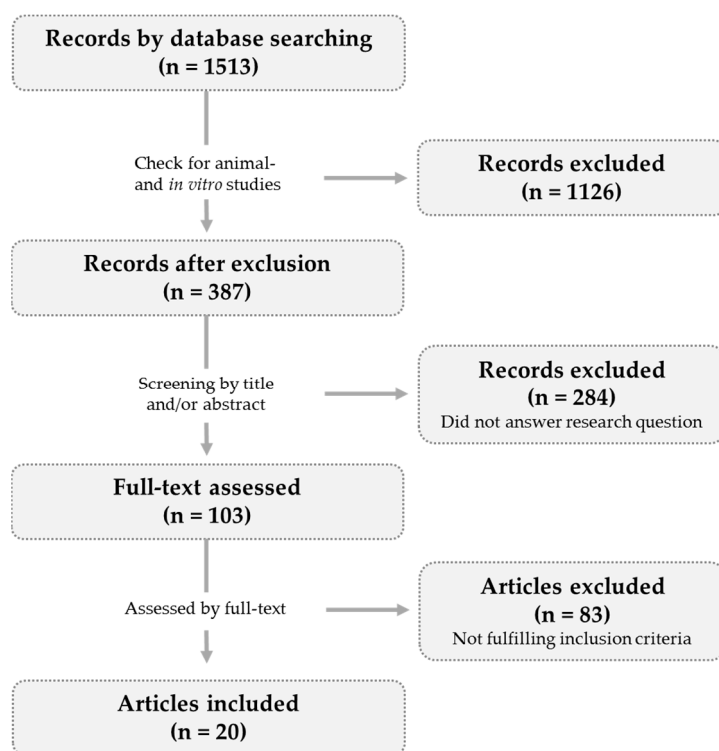 Records by database searching
(n = 1513)
Check for animal-
and in vitro studies
Records excluded
(n = 1126)
Records after exclusion
(n = 387)
Screening by title
and/or abstract
Records excluded
(n = 284)
Did not answer research question
Full-text assessed
(n = 103)
Assessed by full-text
Articles excluded
(n = 83)
Not fulfilling inclusion criteria
Articles included
(n = 20)